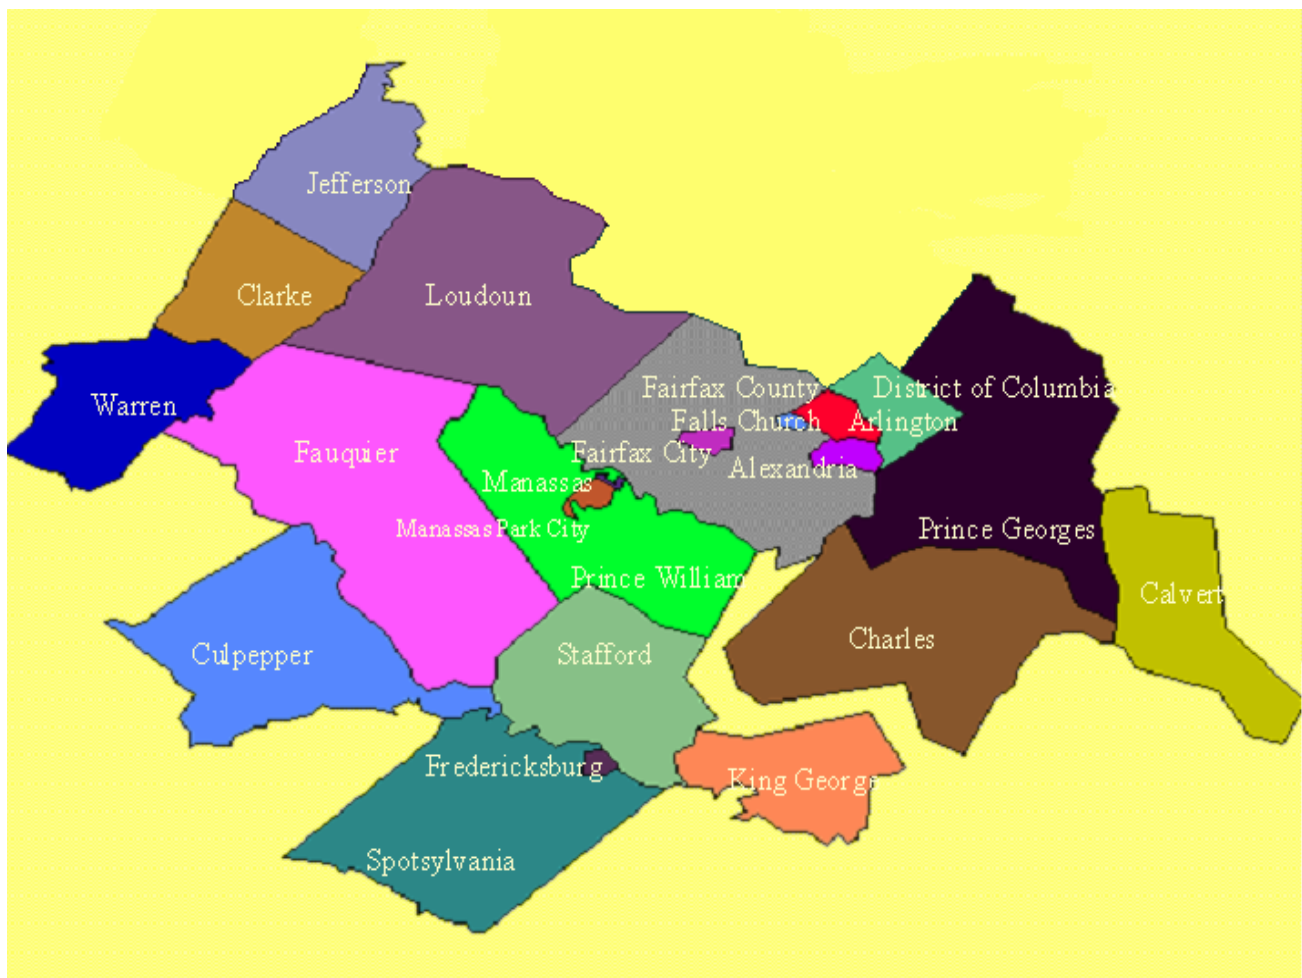 Jefferson
Clarke
Loudoun
Warren
Fairfax County
District of Columbia
Falls Church
Arlington
Fauquier
Fairfax City
Alexandria
Manassas
Manassas Park City
Prince Georges
Prince William
Calvert
Culpepper
Stafford
Charles
Fredericksburg
King George
Spotsylvania